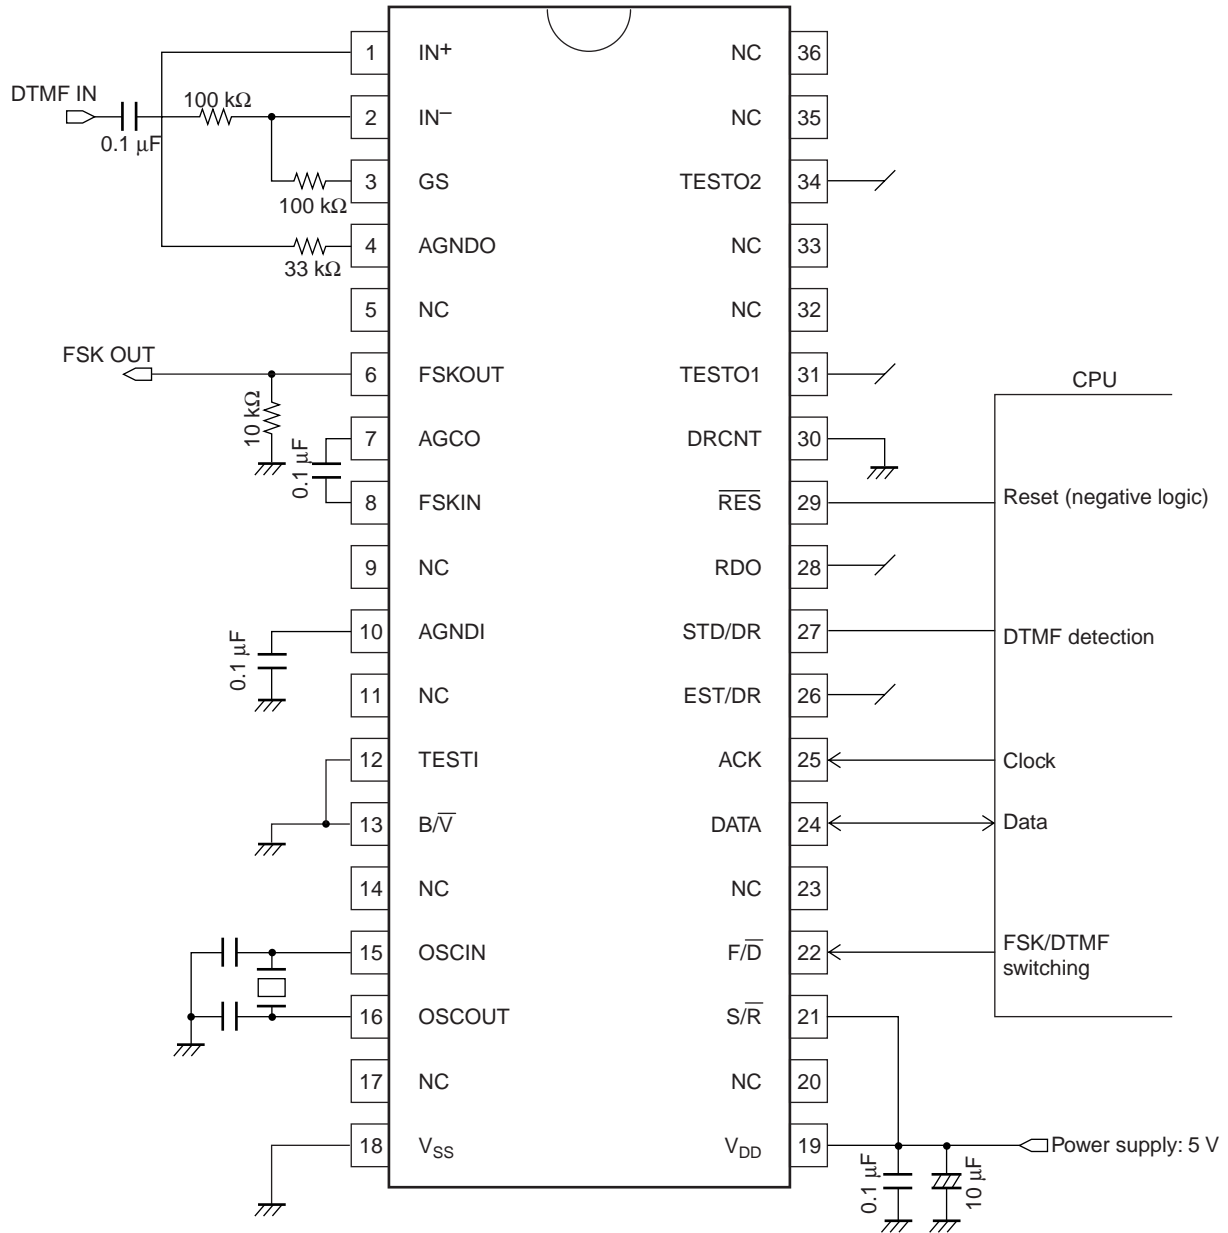 1 IN+ NC 36
DTMF IN
0.1 µF
100 kΩ
2 IN− NC 35
100 kΩ
3 GS TESTO2 34
33 kΩ
4 AGNDO NC 33
5 NC NC 32
FSK OUT
6 FSKOUT TESTO1 31
10 kΩ
7 AGCO DRCNT 30
0.1 µF
8 FSKIN R̅E̅S̅ 29
9 NC RDO 28
10 AGNDI STD/DR 27
0.1 µF
11 NC EST/DR 26
12 TESTI ACK 25
13 B/V̅ DATA 24
14 NC NC 23
15 OSCIN F/D̅ 22
16 OSCOUT S/R̅ 21
17 NC NC 20
18 VSS VDD 19
CPU
Reset (negative logic)
DTMF detection
Clock
Data
FSK/DTMF
switching
Power supply: 5 V
0.1 µF
10 µF